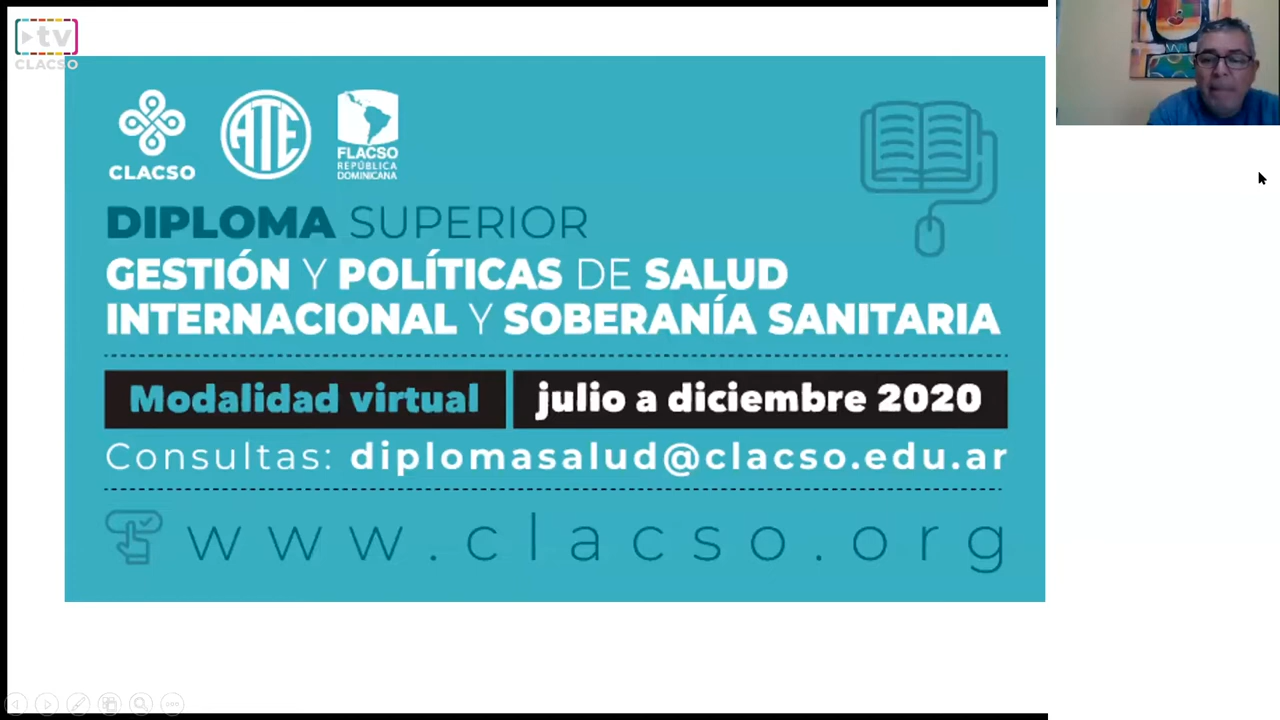 tv
CLACSO
CLACSO
ATE
FLACSO
REPÚBLICA
DOMINICANA
DIPLOMA SUPERIOR
GESTIÓN Y POLÍTICAS DE SALUD
INTERNACIONAL Y SOBERANÍA SANITARIA
Modalidad virtual
julio a diciembre 2020
Consultas: diplomasalud@clacso.edu.ar
www.clacso.org